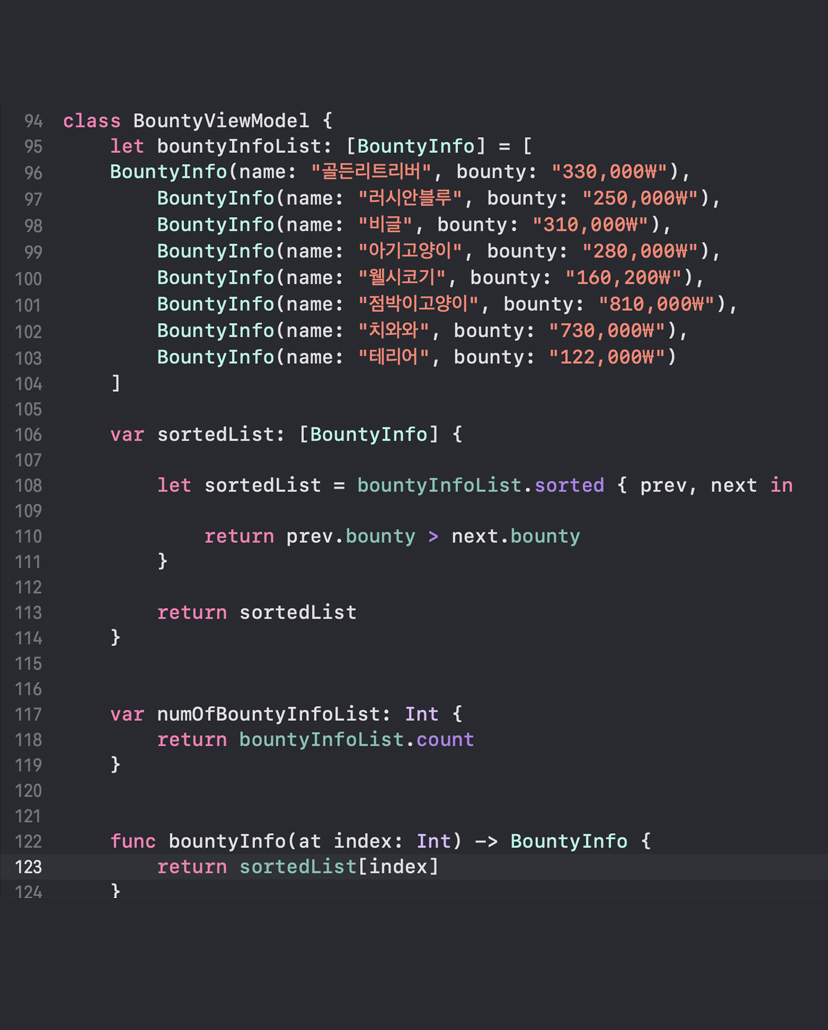 94 class BountyViewModel {
95     let bountyInfoList: [BountyInfo] = [
96     BountyInfo(name: "골든리트리버", bounty: "330,000₩"),
97         BountyInfo(name: "러시안블루", bounty: "250,000₩"),
98         BountyInfo(name: "비글", bounty: "310,000₩"),
99         BountyInfo(name: "아기고양이", bounty: "280,000₩"),
100         BountyInfo(name: "웰시코기", bounty: "160,200₩"),
101         BountyInfo(name: "점박이고양이", bounty: "810,000₩"),
102         BountyInfo(name: "치와와", bounty: "730,000₩"),
103         BountyInfo(name: "테리어", bounty: "122,000₩")
104     ]
105
106     var sortedList: [BountyInfo] {
107
108         let sortedList = bountyInfoList.sorted { prev, next in
109
110             return prev.bounty > next.bounty
111         }
112
113         return sortedList
114     }
115
116
117     var numOfBountyInfoList: Int {
118         return bountyInfoList.count
119     }
120
121
122     func bountyInfo(at index: Int) -> BountyInfo {
123         return sortedList[index]
124     }